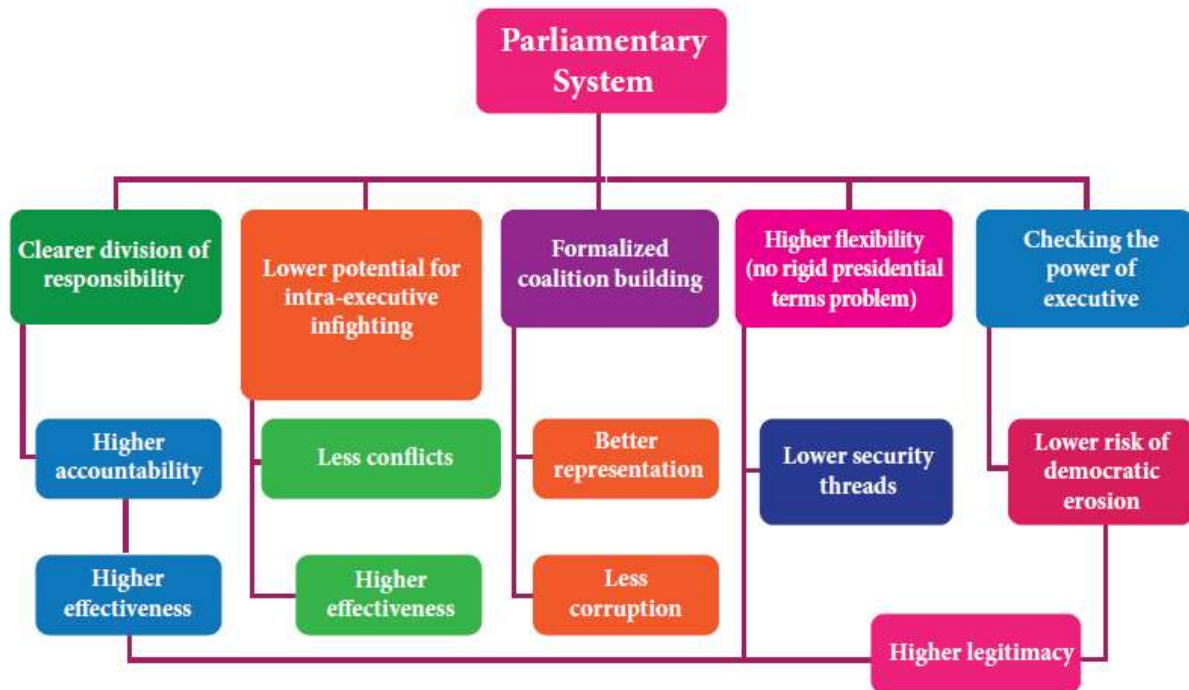 Parliamentary
System
Clearer division of
responsibility
Lower potential for
intra-executive
infighting
Formalized
coalition building
Higher flexibility
(no rigid presidential
terms problem)
Checking the
power of
executive
Higher
accountability
Less conflicts
Better
representation
Lower security
threads
Lower risk of
democratic
erosion
Higher
effectiveness
Higher
effectiveness
Less
corruption
Higher legitimacy